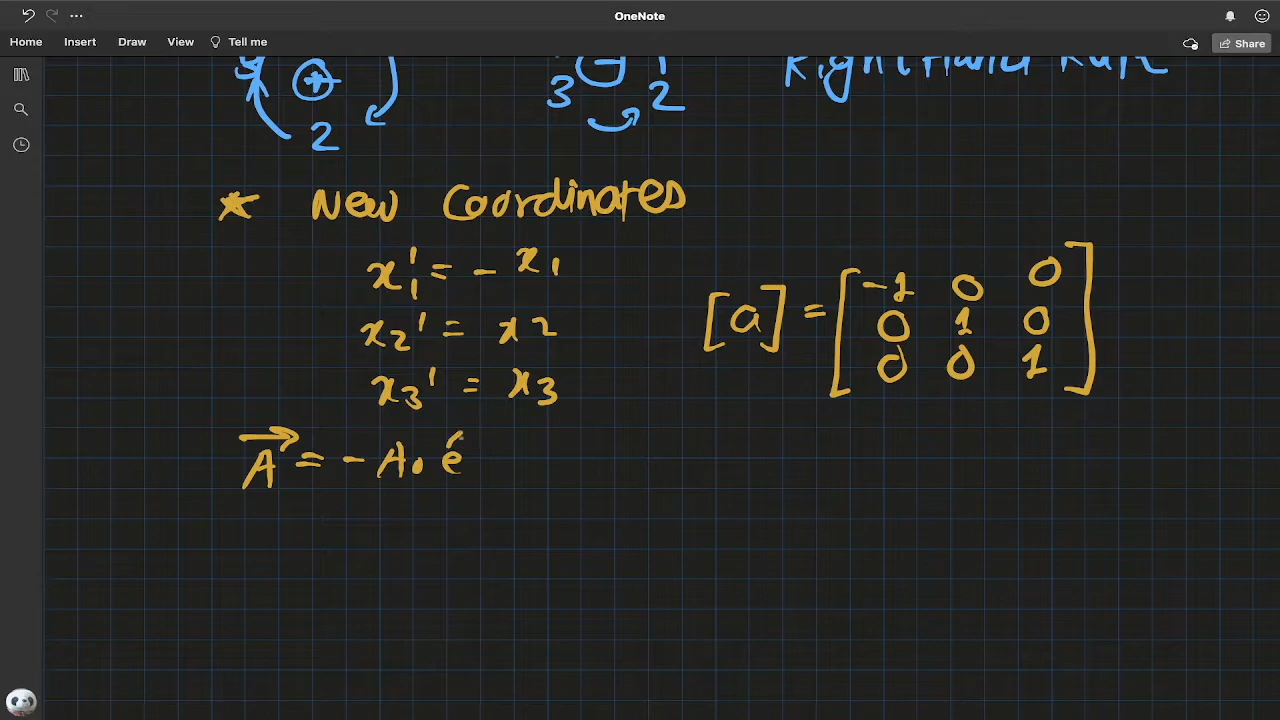 OneNote
Home Insert Draw View Tell me Share
Right Hand Rule
3 2
2
* New Coordinates
x₁' = - x₁
x₂' = x2
x₃' = x₃
[a] = [-1 0 0
0 1 0
0 0 1]
A⃗ = - A₁ é